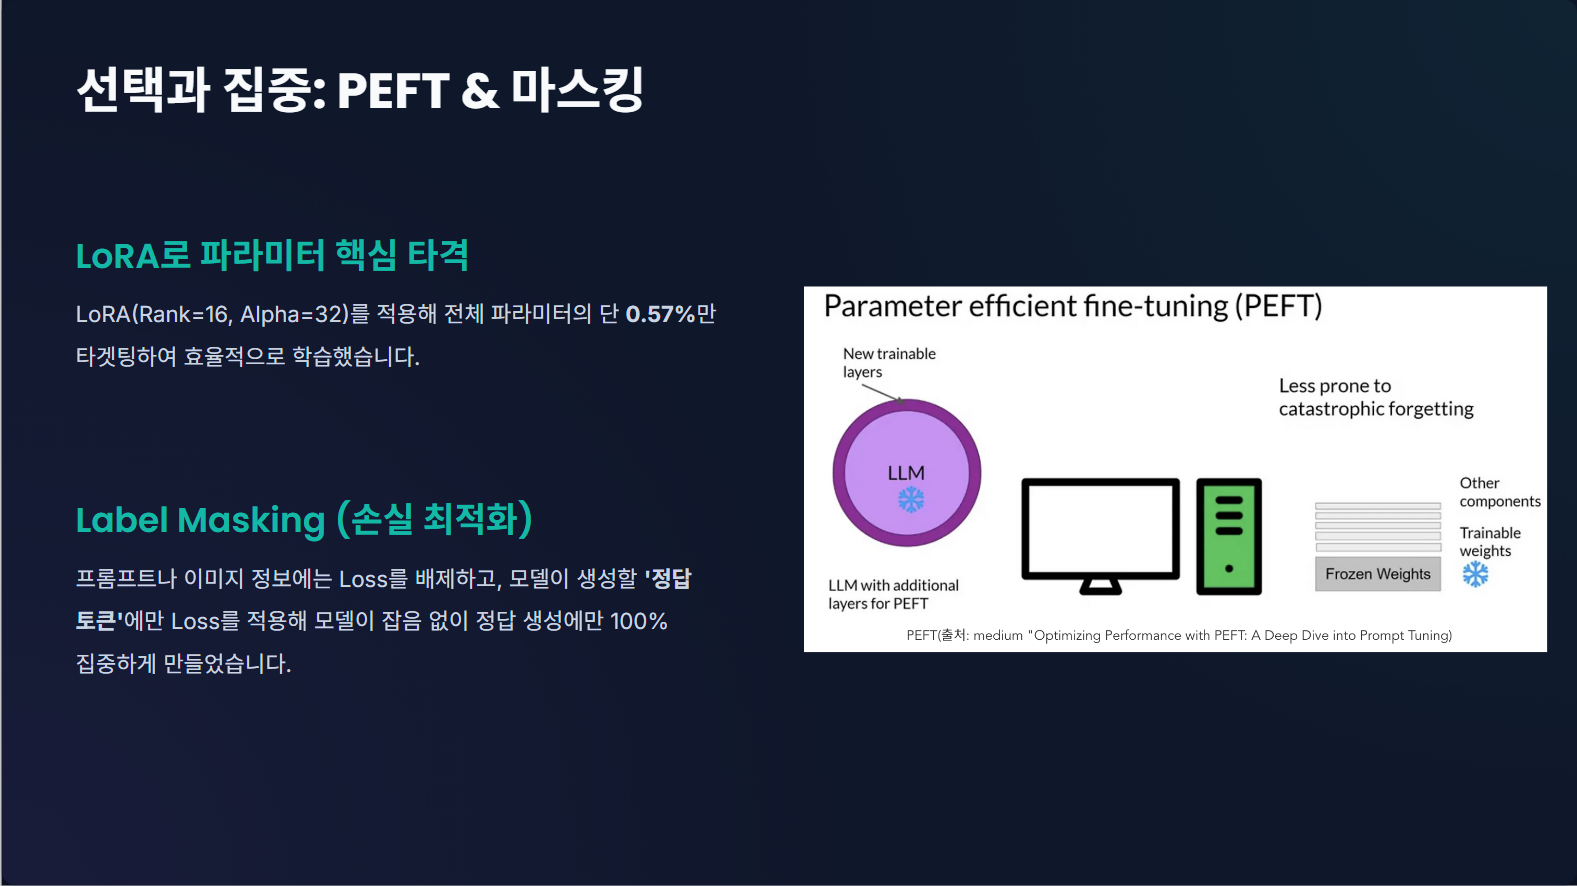 선택과 집중: PEFT & 마스킹
LoRA로 파라미터 핵심 타격
LoRA(Rank=16, Alpha=32)를 적용해 전체 파라미터의 단 0.57%만
타겟팅하여 효율적으로 학습했습니다.
Label Masking (손실 최적화)
프롬프트나 이미지 정보에는 Loss를 배제하고, 모델이 생성할 '정답
토큰'에만 Loss를 적용해 모델이 잡음 없이 정답 생성에만 100%
집중하게 만들었습니다.
Parameter efficient fine-tuning (PEFT)
New trainable
layers
LLM
LLM with additional
layers for PEFT
Less prone to
catastrophic forgetting
Other
components
Trainable
weights
Frozen Weights
PEFT(출처: medium "Optimizing Performance with PEFT: A Deep Dive into Prompt Tuning)